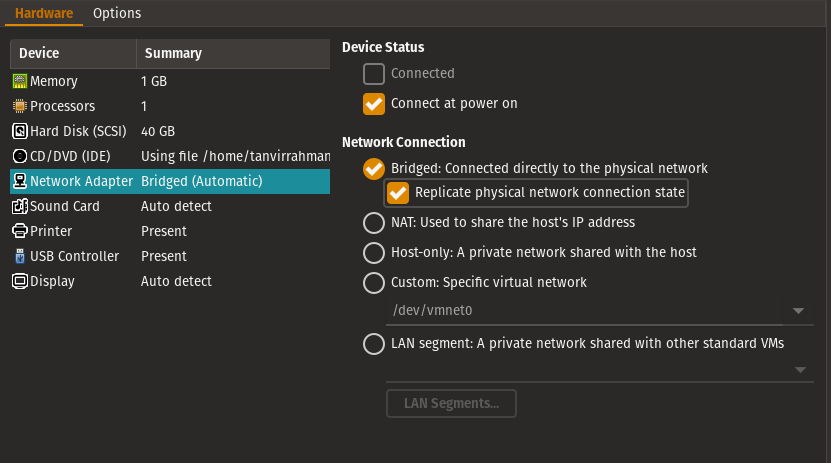 Hardware Options
Device Summary
Memory 1 GB
Processors 1
Hard Disk (SCSI) 40 GB
CD/DVD (IDE) Using file /home/tanvirrahman
Network Adapter Bridged (Automatic)
Sound Card Auto detect
Printer Present
USB Controller Present
Display Auto detect
Device Status
Connected
Connect at power on
Network Connection
Bridged: Connected directly to the physical network
Replicate physical network connection state
NAT: Used to share the host's IP address
Host-only: A private network shared with the host
Custom: Specific virtual network
/dev/vmnet0
LAN segment: A private network shared with other standard VMs
LAN Segments...